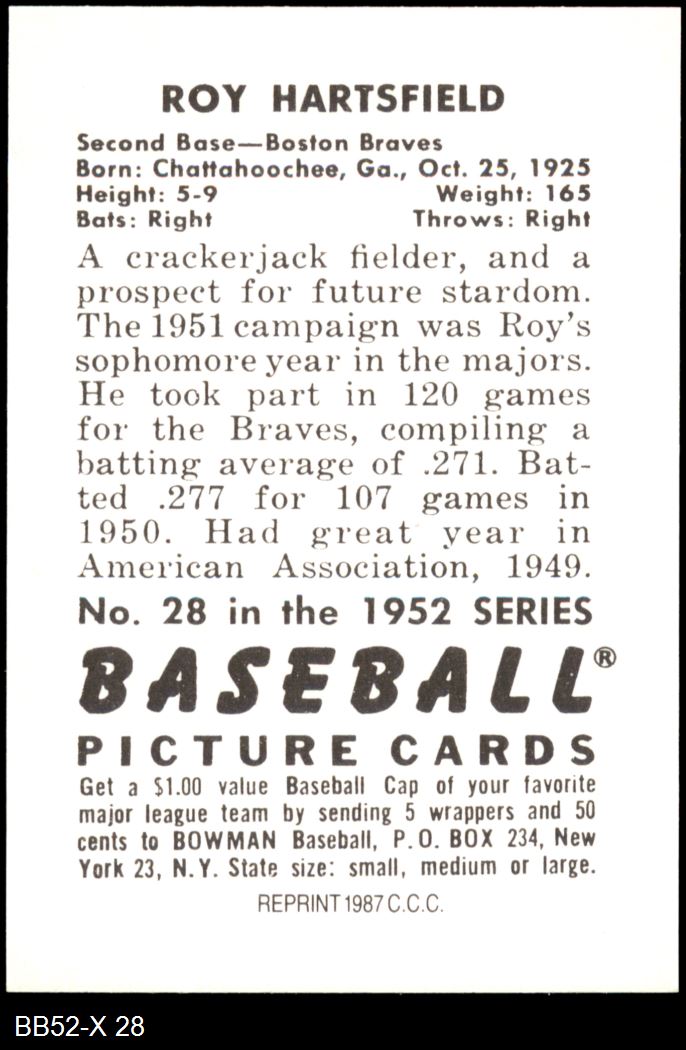 ROY HARTSFIELD
Second Base—Boston Braves
Born: Chattahoochee, Ga., Oct. 25, 1925
Height: 5-9 Weight: 165
Bats: Right Throws: Right
A crackerjack fielder, and a
prospect for future stardom.
The 1951 campaign was Roy's
sophomore year in the majors.
He took part in 120 games
for the Braves, compiling a
batting average of .271. Bat-
ted .277 for 107 games in
1950. Had great year in
American Association, 1949.
No. 28 in the 1952 SERIES
BASEBALL®
PICTURE CARDS
Get a $1.00 value Baseball Cap of your favorite
major league team by sending 5 wrappers and 50
cents to BOWMAN Baseball, P.O. BOX 234, New
York 23, N.Y. State size: small, medium or large.
REPRINT 1987 C.C.C.
BB52-X 28